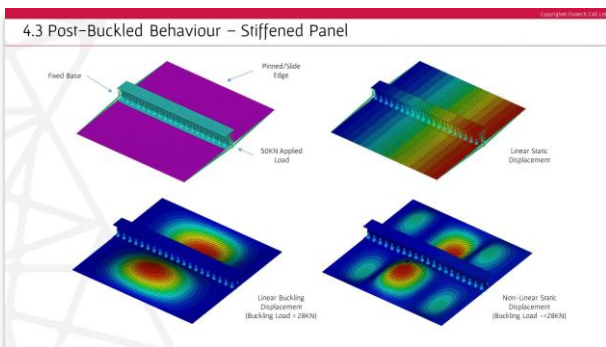 Copyright© Evotech CAE Ltd
4.3 Post-Buckled Behaviour – Stiffened Panel
Fixed Base
Pinned/Slide
Edge
50KN Applied
Load
Linear Static
Displacement
Linear Buckling
Displacement
(Buckling Load = 28KN)
Non-Linear Static
Displacement
(Buckling Load ~=28KN)